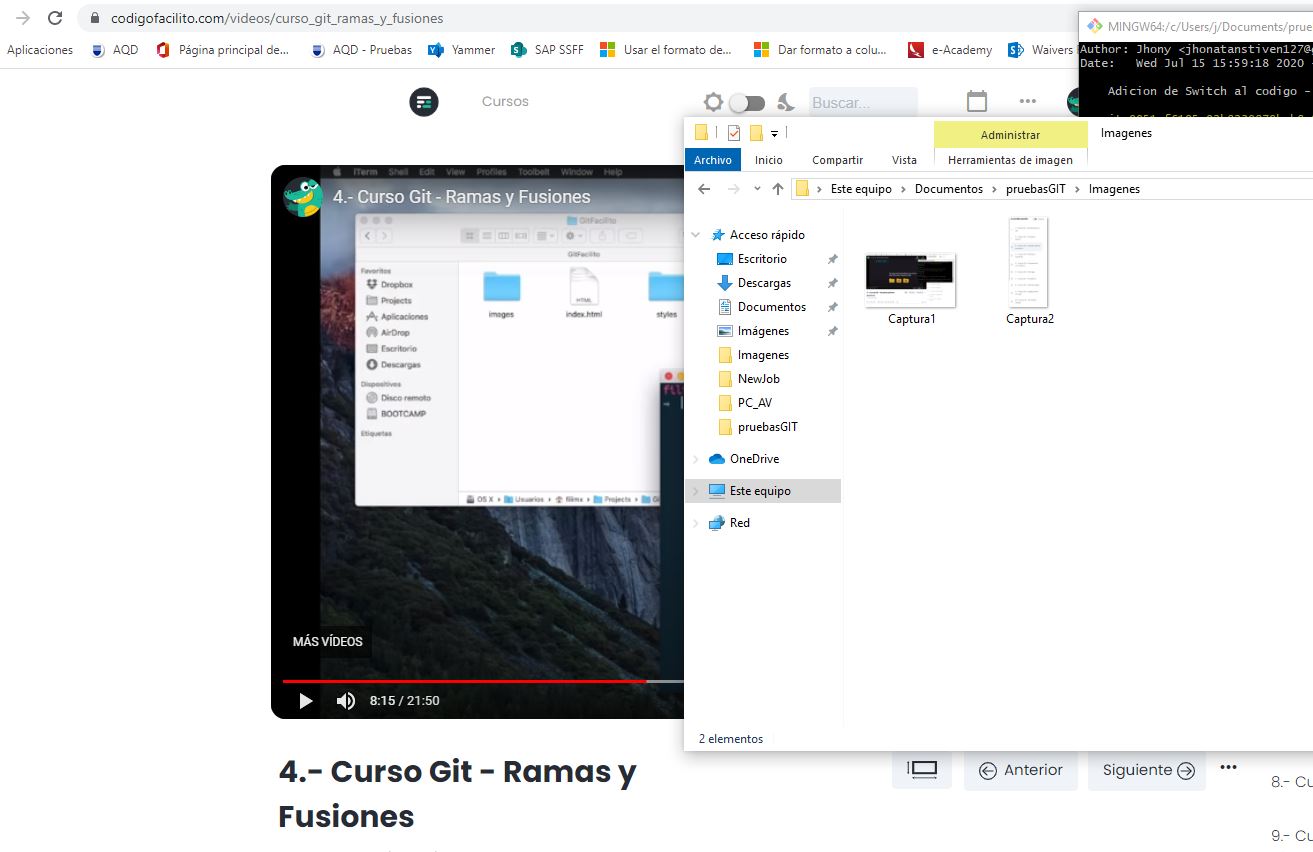 codigofacilito.com/videos/curso_git_ramas_y_fusiones
MINGW64:/c/Users/j/Documents/prue
Aplicaciones
AQD
Página principal de...
AQD - Pruebas
Yammer
SAP SSFF
Usar el formato de...
Dar formato a colu...
e-Academy
Waivers
Author: Jhony <jhonatanstiven127@
Date: Wed Jul 15 15:59:18 2020
Adicion de Switch al codigo -
Cursos
Buscar...
Administrar
Imagenes
Archivo
Inicio
Compartir
Vista
Herramientas de imagen
Este equipo > Documentos > pruebasGIT > Imagenes
Acceso rápido
Escritorio
Descargas
Documentos
Imágenes
Imagenes
NewJob
PC_AV
pruebasGIT
OneDrive
Este equipo
Red
Captura1
Captura2
2 elementos
iTerm Shell Edit View Profiles Toolbelt Window Help
4.- Curso Git - Ramas y Fusiones
GitFacilito
GitFacilito
Favoritos
Dropbox
Projects
Aplicaciones
AirDrop
Escritorio
Descargas
Dispositivos
Disco remoto
BOOTCAMP
Etiquetas
images
HTML
index.html
styles
OS X
Usuarios
Projects
MÁS VÍDEOS
8:15 / 21:50
4.- Curso Git - Ramas y
Fusiones
Anterior
Siguiente
8.- Cu
9.- Cu